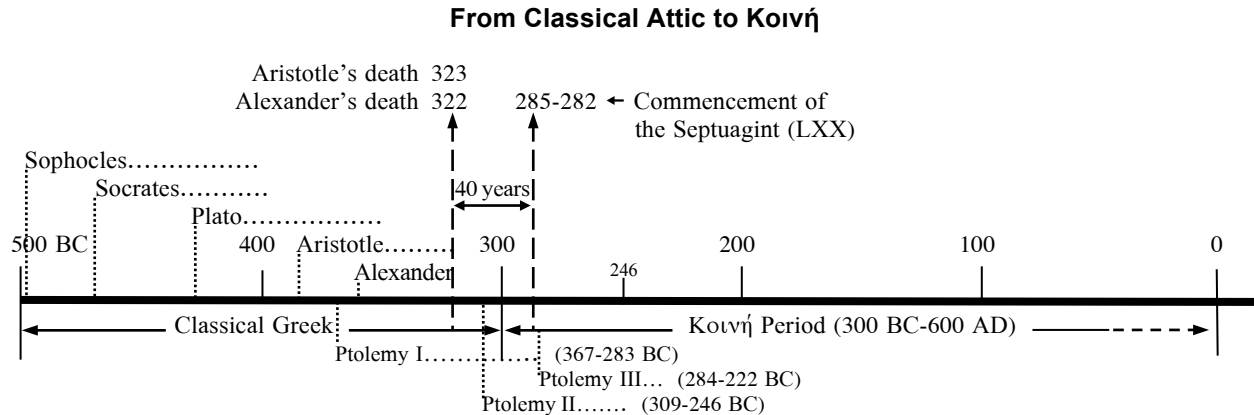 From Classical Attic to Κοινή
Aristotle’s death 323
Alexander’s death 322 285-282 ← Commencement of
the Septuagint (LXX)
Sophocles................
Socrates...........
40 years
Plato..................
500 BC 400 Aristotle......... 300 200 100 0
Alexander 246
Classical Greek Κοινή Period (300 BC-600 AD)
Ptolemy I.............. (367-283 BC)
Ptolemy III... (284-222 BC)
Ptolemy II....... (309-246 BC)